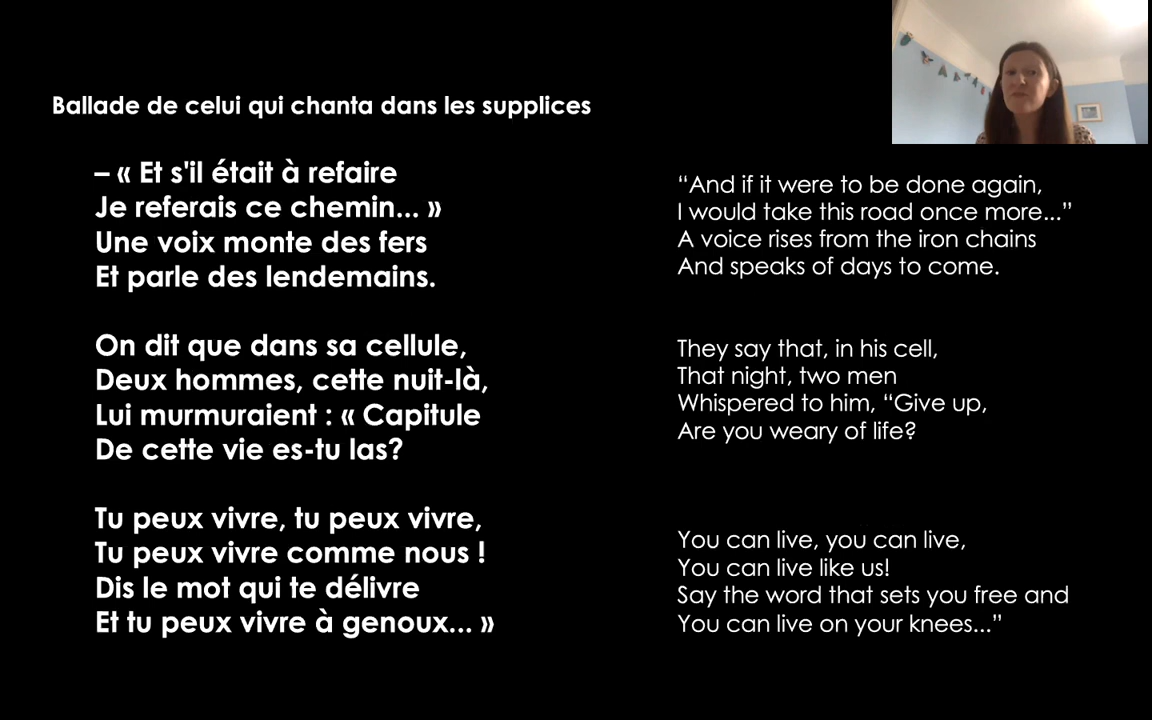 Ballade de celui qui chanta dans les supplices
– « Et s'il était à refaire
Je referais ce chemin... »
Une voix monte des fers
Et parle des lendemains.
On dit que dans sa cellule,
Deux hommes, cette nuit-là,
Lui murmuraient : « Capitule
De cette vie es-tu las?
Tu peux vivre, tu peux vivre,
Tu peux vivre comme nous !
Dis le mot qui te délivre
Et tu peux vivre à genoux... »
“And if it were to be done again,
I would take this road once more...”
A voice rises from the iron chains
And speaks of days to come.
They say that, in his cell,
That night, two men
Whispered to him, “Give up,
Are you weary of life?
You can live, you can live,
You can live like us!
Say the word that sets you free and
You can live on your knees...”